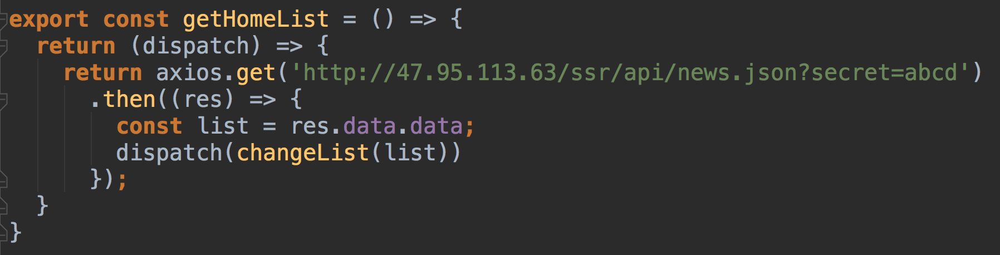 export const getHomeList = () => {
  return (dispatch) => {
    return axios.get('http://47.95.113.63/ssr/api/news.json?secret=abcd')
      .then((res) => {
        const list = res.data.data;
        dispatch(changeList(list))
      });
  }
}